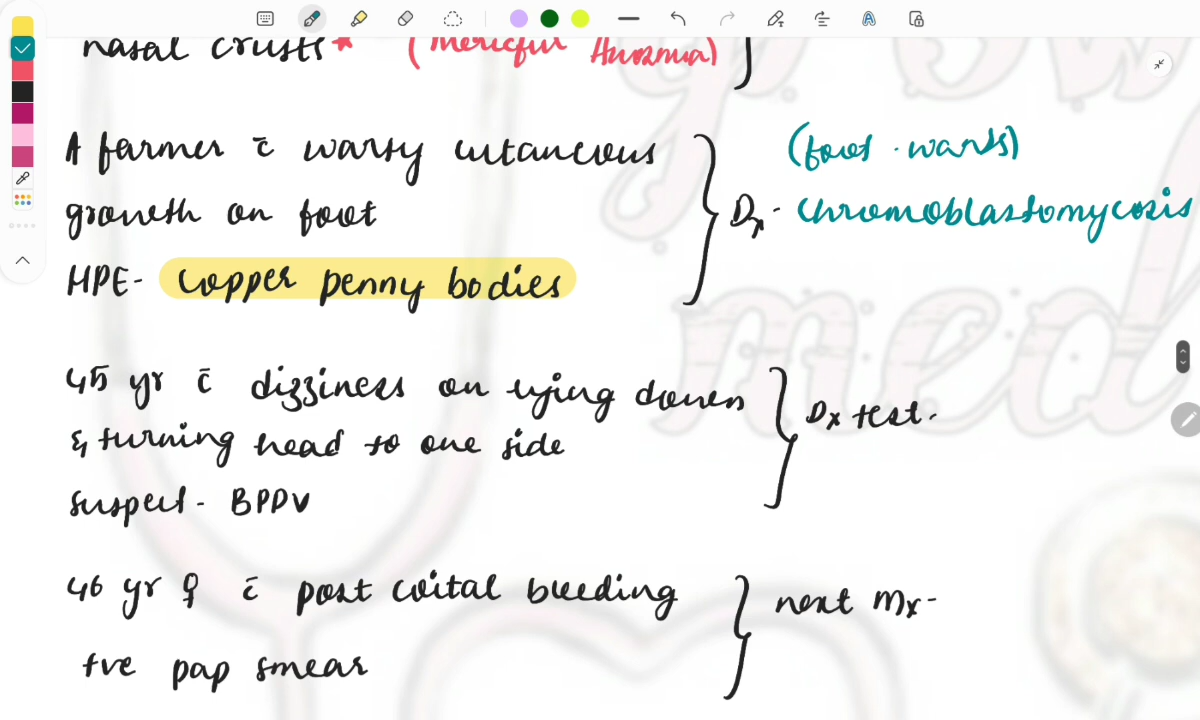 nasal crusts* (Merciful Anosmia)
A farmer c̄ warty cutaneous (foot warts)
growth on foot Dx - Chromoblastomycosis
HPE- copper penny bodies
45 yr c̄ dizziness on lying down
& turning head to one side Dx test.
suspect - BPPV
46 yr ♀ c̄ post coital bleeding next Mx-
+ve pap smear